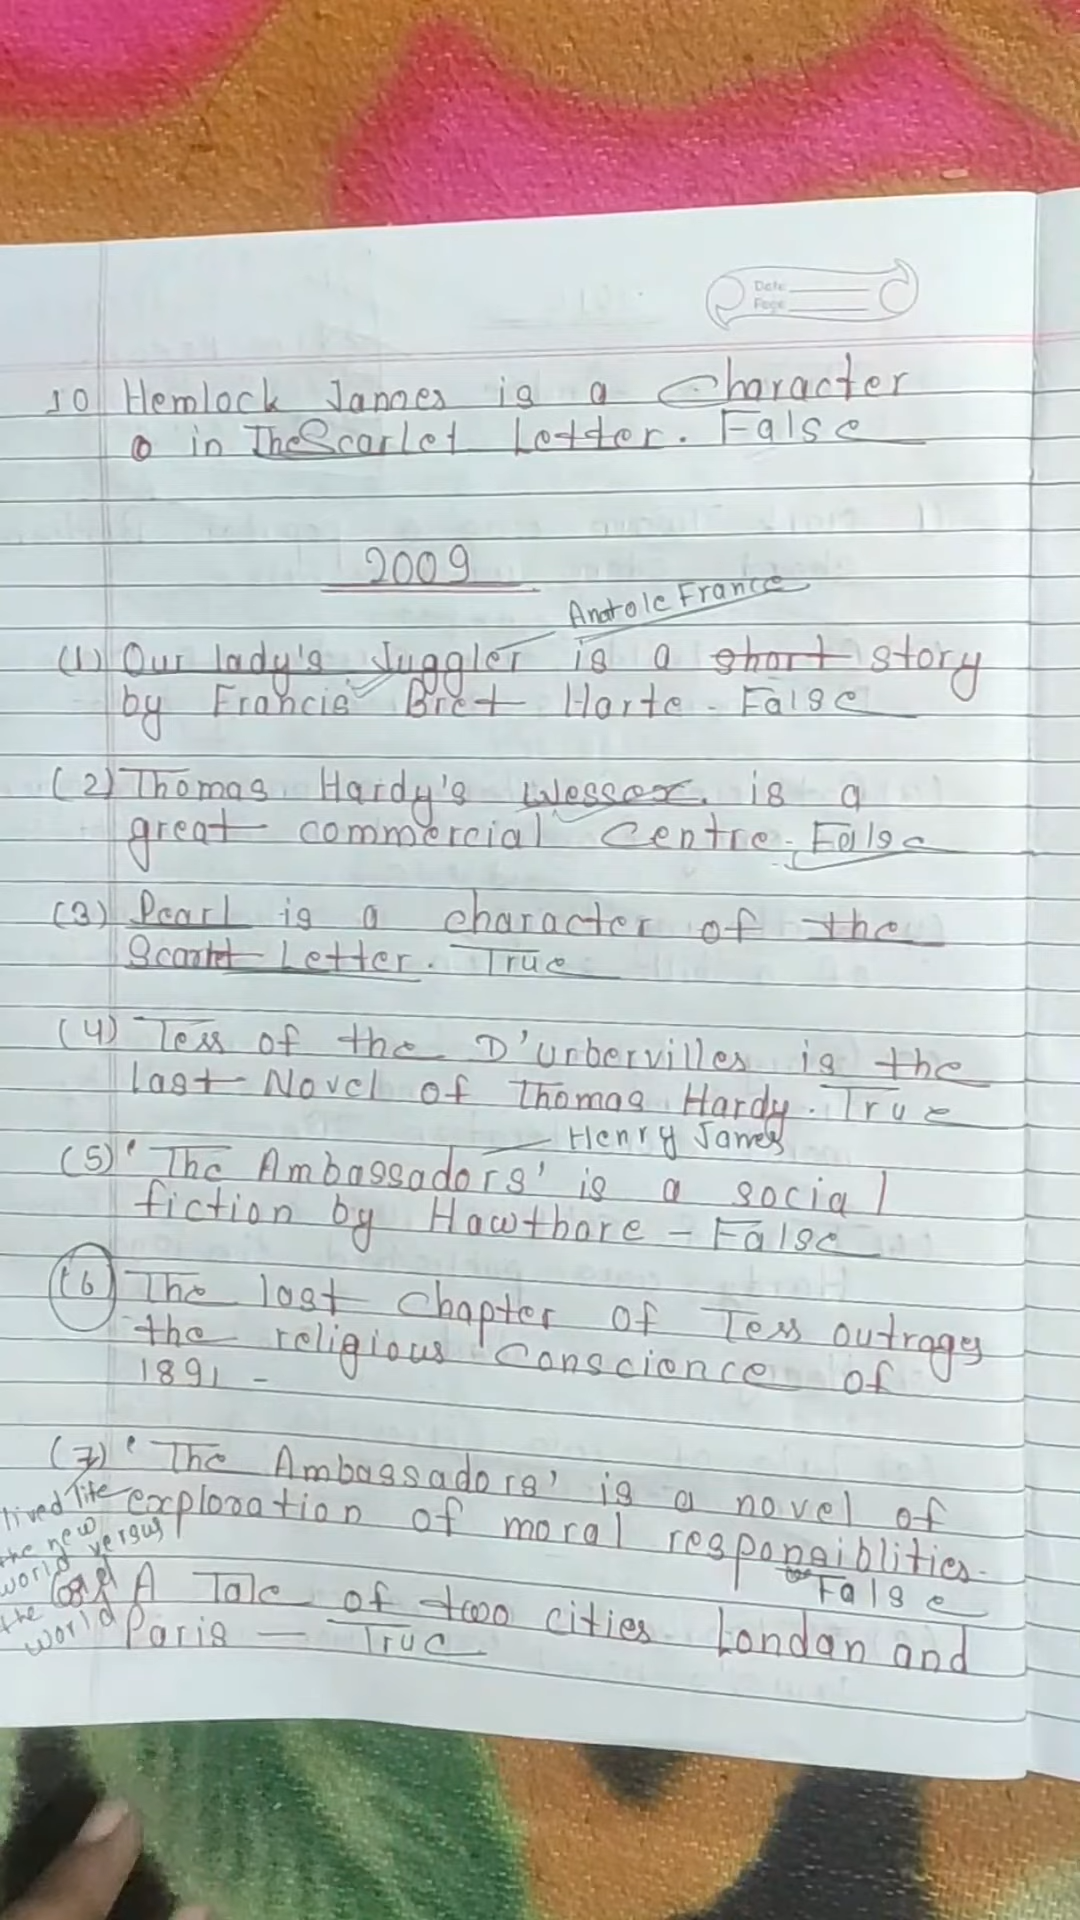 Date
Page
10 Hemlock James is a Character
in The Scarlet Letter. False
2009
Anatole France
(1) Our lady's Juggler is a short story
by Francis Bret Harte - False
(2) Thomas Hardy's Wessex is a
great commercial Centre - False
(3) Pearl is a character of the
Scarlet Letter. True
(4) Tess of the D'urbervilles is the
last Novel of Thomas Hardy. True
Henry James
(5) 'The Ambassadors' is a social
fiction by Hawthore - False
(6) The last chapter of Tess outrages
the religious Conscience of
1891 -
(7) 'The Ambassadors' is a novel of
exploration of moral responsiblities.
False
lived life
the new
world versus
the
world
A Tale of two cities London and
Paris - True